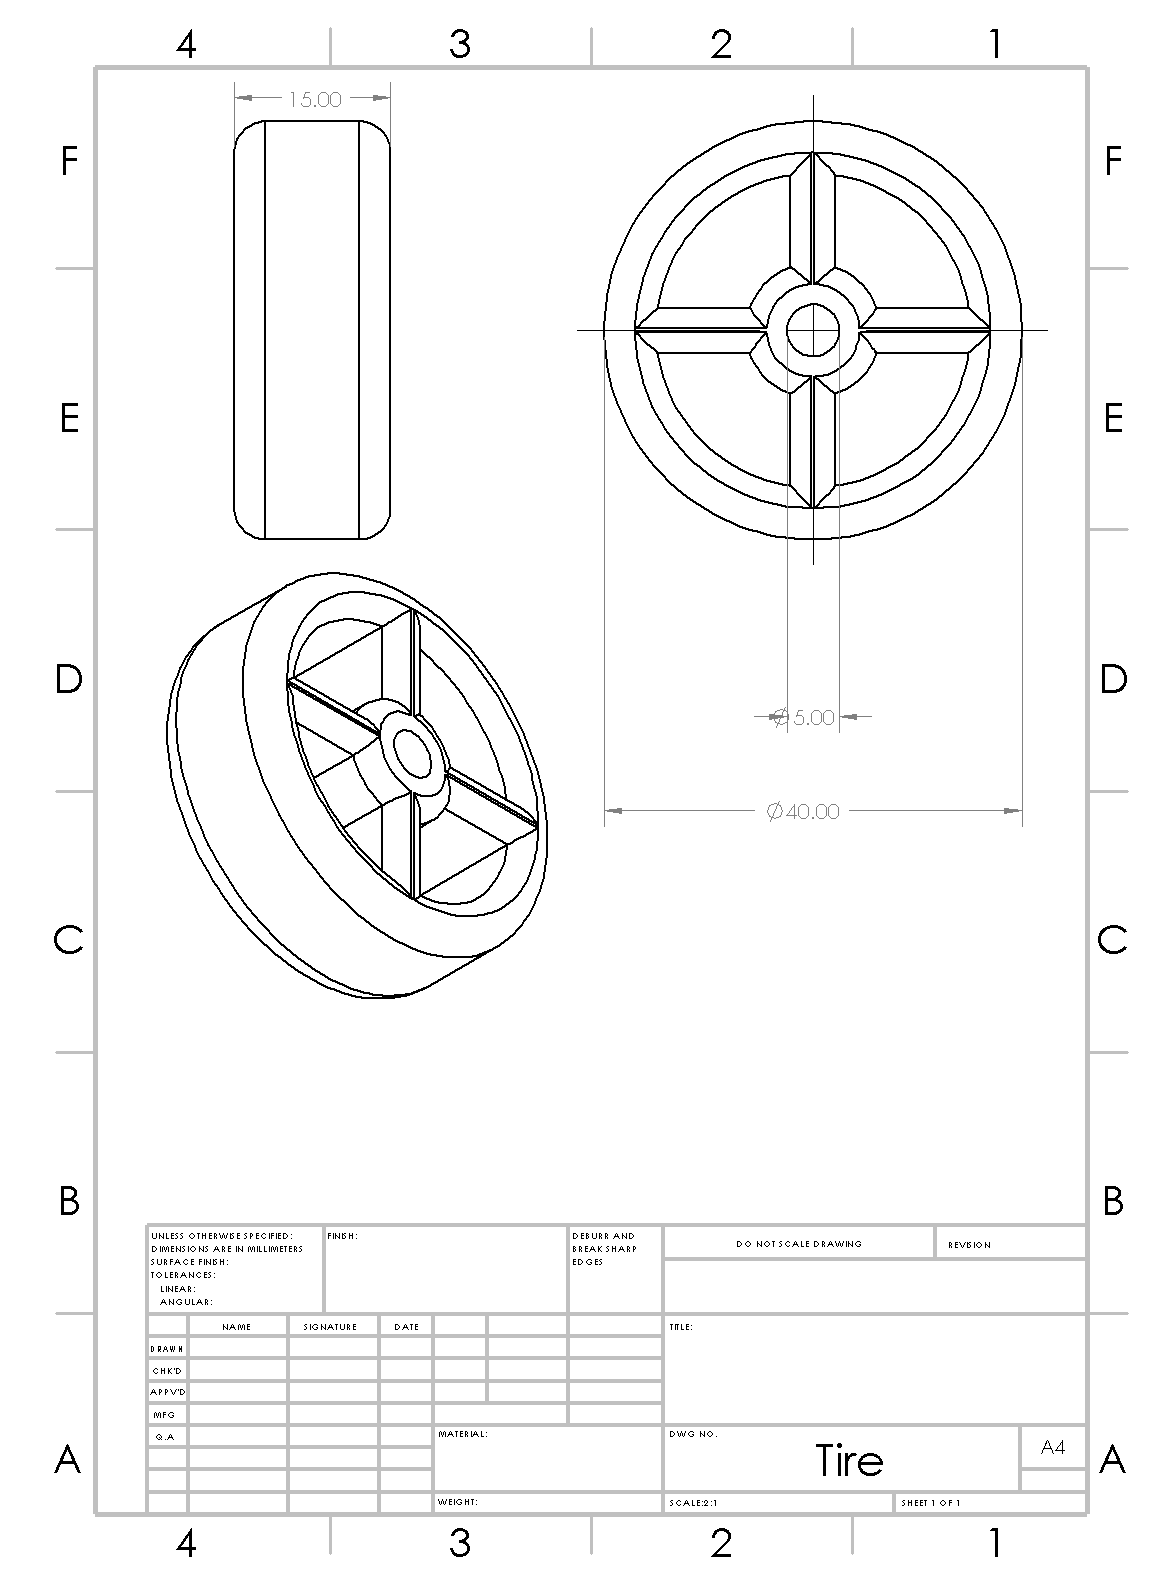 4 3 2 1
15.00
F F
E E
D D
⌀5.00
⌀40.00
C C
B B
UNLESS OTHERWISE SPECIFIED:
DIMENSIONS ARE IN MILLIMETERS
SURFACE FINISH:
TOLERANCES:
LINEAR:
ANGULAR:
FINISH:
DEBURR AND
BREAK SHARP
EDGES
DO NOT SCALE DRAWING
REVISION
NAME SIGNATURE DATE
DRAWN
CHK'D
APPV'D
MFG
Q.A
TITLE:
MATERIAL:
DWG NO.
Tire
A4
A A
WEIGHT:
SCALE:2:1
SHEET 1 OF 1
4 3 2 1